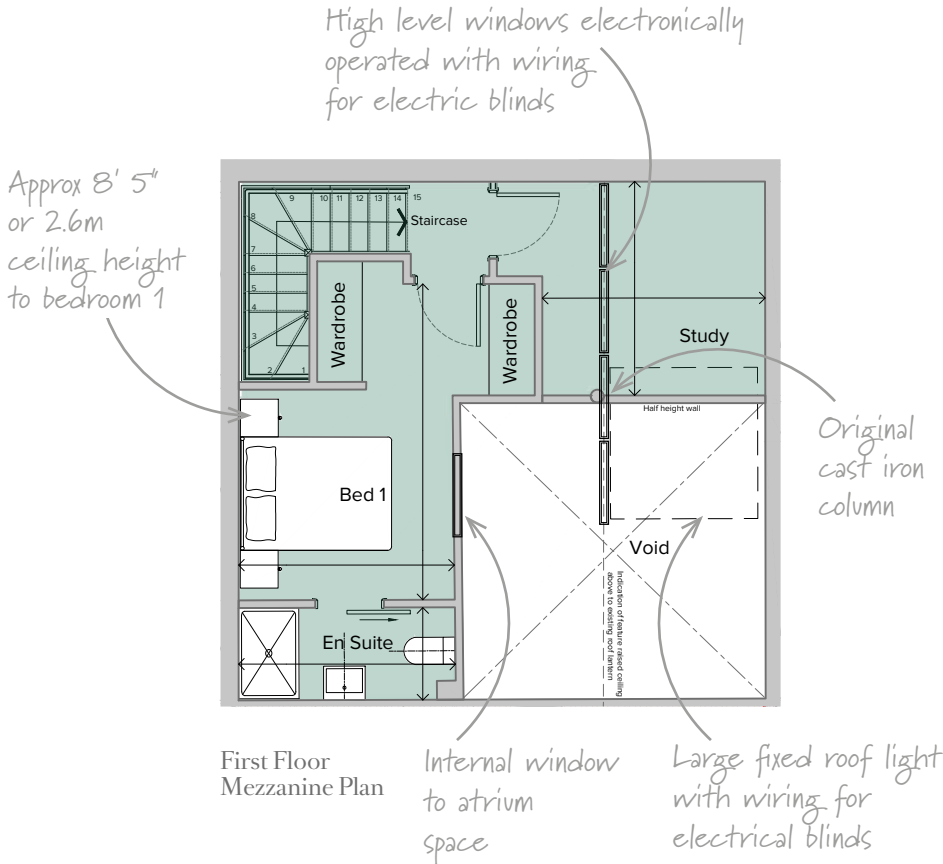 High level windows electronically
operated with wiring
for electric blinds
Approx 8' 5"
or 2.6m
ceiling height
to bedroom 1
9
10
11
12
13
14
15
8
7
6
5
4
3
2
1
Staircase
Wardrobe
Wardrobe
Study
Half height wall
Original
cast iron
column
Bed 1
Void
Indication of feature raised ceiling
above to existing roof lantern
En Suite
First Floor
Mezzanine Plan
Internal window
to atrium
space
Large fixed roof light
with wiring for
electrical blinds